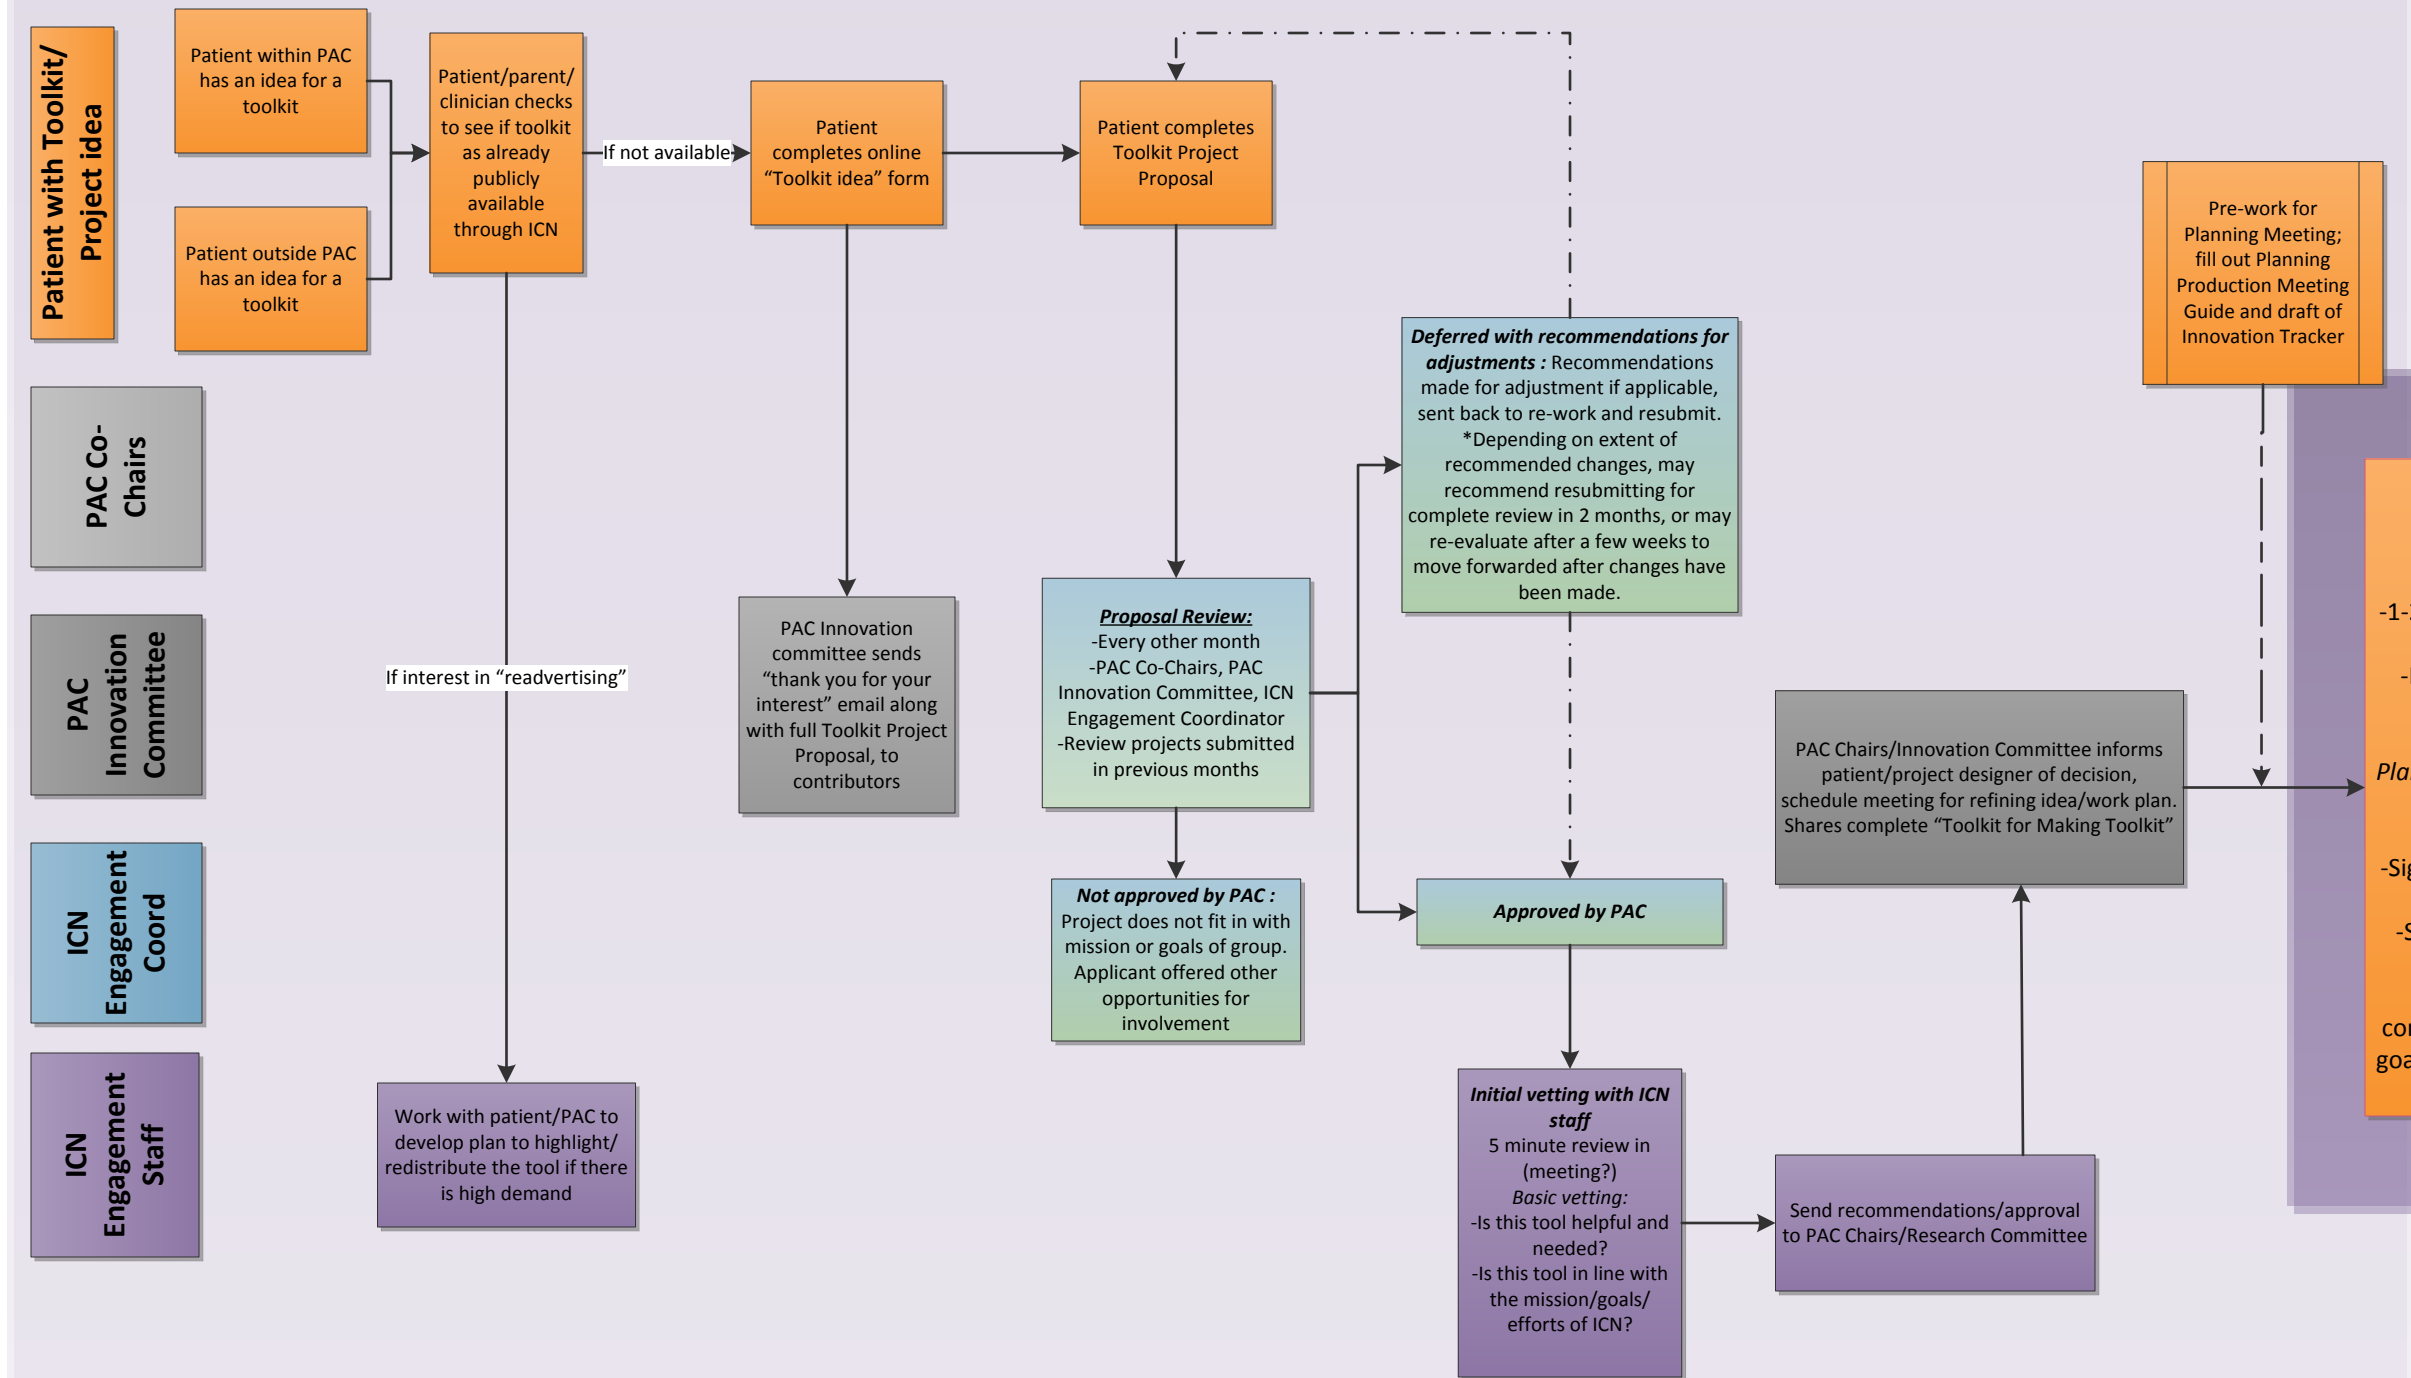 Patient with Toolkit/
Project idea
Patient within PAC
has an idea for a
toolkit
Patient outside PAC
has an idea for a
toolkit
Patient/parent/
clinician checks
to see if toolkit
as already
publicly
available
through ICN
If not available
Patient
completes online
“Toolkit idea” form
Patient completes
Toolkit Project
Proposal
Pre-work for
Planning Meeting;
fill out Planning
Production Meeting
Guide and draft of
Innovation Tracker
PAC Co-
Chairs
Deferred with recommendations for
adjustments : Recommendations
made for adjustment if applicable,
sent back to re-work and resubmit.
*Depending on extent of
recommended changes, may
recommend resubmitting for
complete review in 2 months, or may
re-evaluate after a few weeks to
move forwarded after changes have
been made.
PAC
Innovation
Committee
If interest in “readvertising”
PAC Innovation
committee sends
“thank you for your
interest” email along
with full Toolkit Project
Proposal, to
contributors
Proposal Review:
-Every other month
-PAC Co-Chairs, PAC
Innovation Committee, ICN
Engagement Coordinator
-Review projects submitted
in previous months
PAC Chairs/Innovation Committee informs
patient/project designer of decision,
schedule meeting for refining idea/work plan.
Shares complete “Toolkit for Making Toolkit”
ICN
Engagement
Coord
Not approved by PAC :
Project does not fit in with
mission or goals of group.
Applicant offered other
opportunities for
involvement
Approved by PAC
ICN
Engagement
Staff
Work with patient/PAC to
develop plan to highlight/
redistribute the tool if there
is high demand
Initial vetting with ICN
staff
5 minute review in
(meeting?)
Basic vetting:
-Is this tool helpful and
needed?
-Is this tool in line with
the mission/goals/
efforts of ICN?
Send recommendations/approval
to PAC Chairs/Research Committee